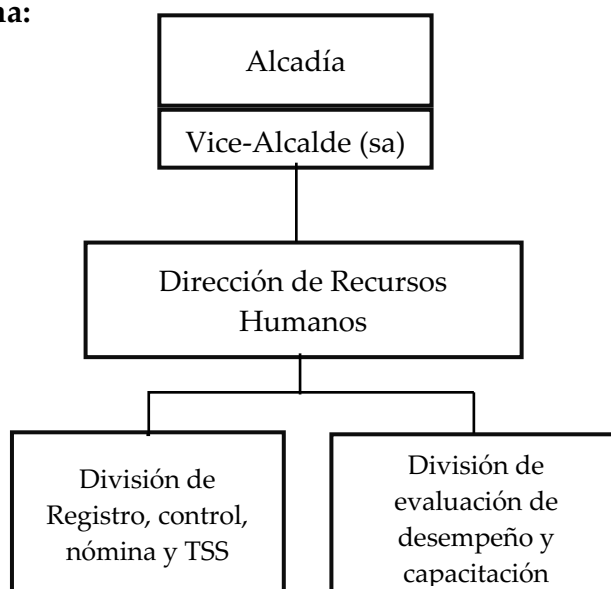 na:
Alcadía
Vice-Alcalde (sa)
Dirección de Recursos
Humanos
División de
Registro, control,
nómina y TSS
División de
evaluación de
desempeño y
capacitación